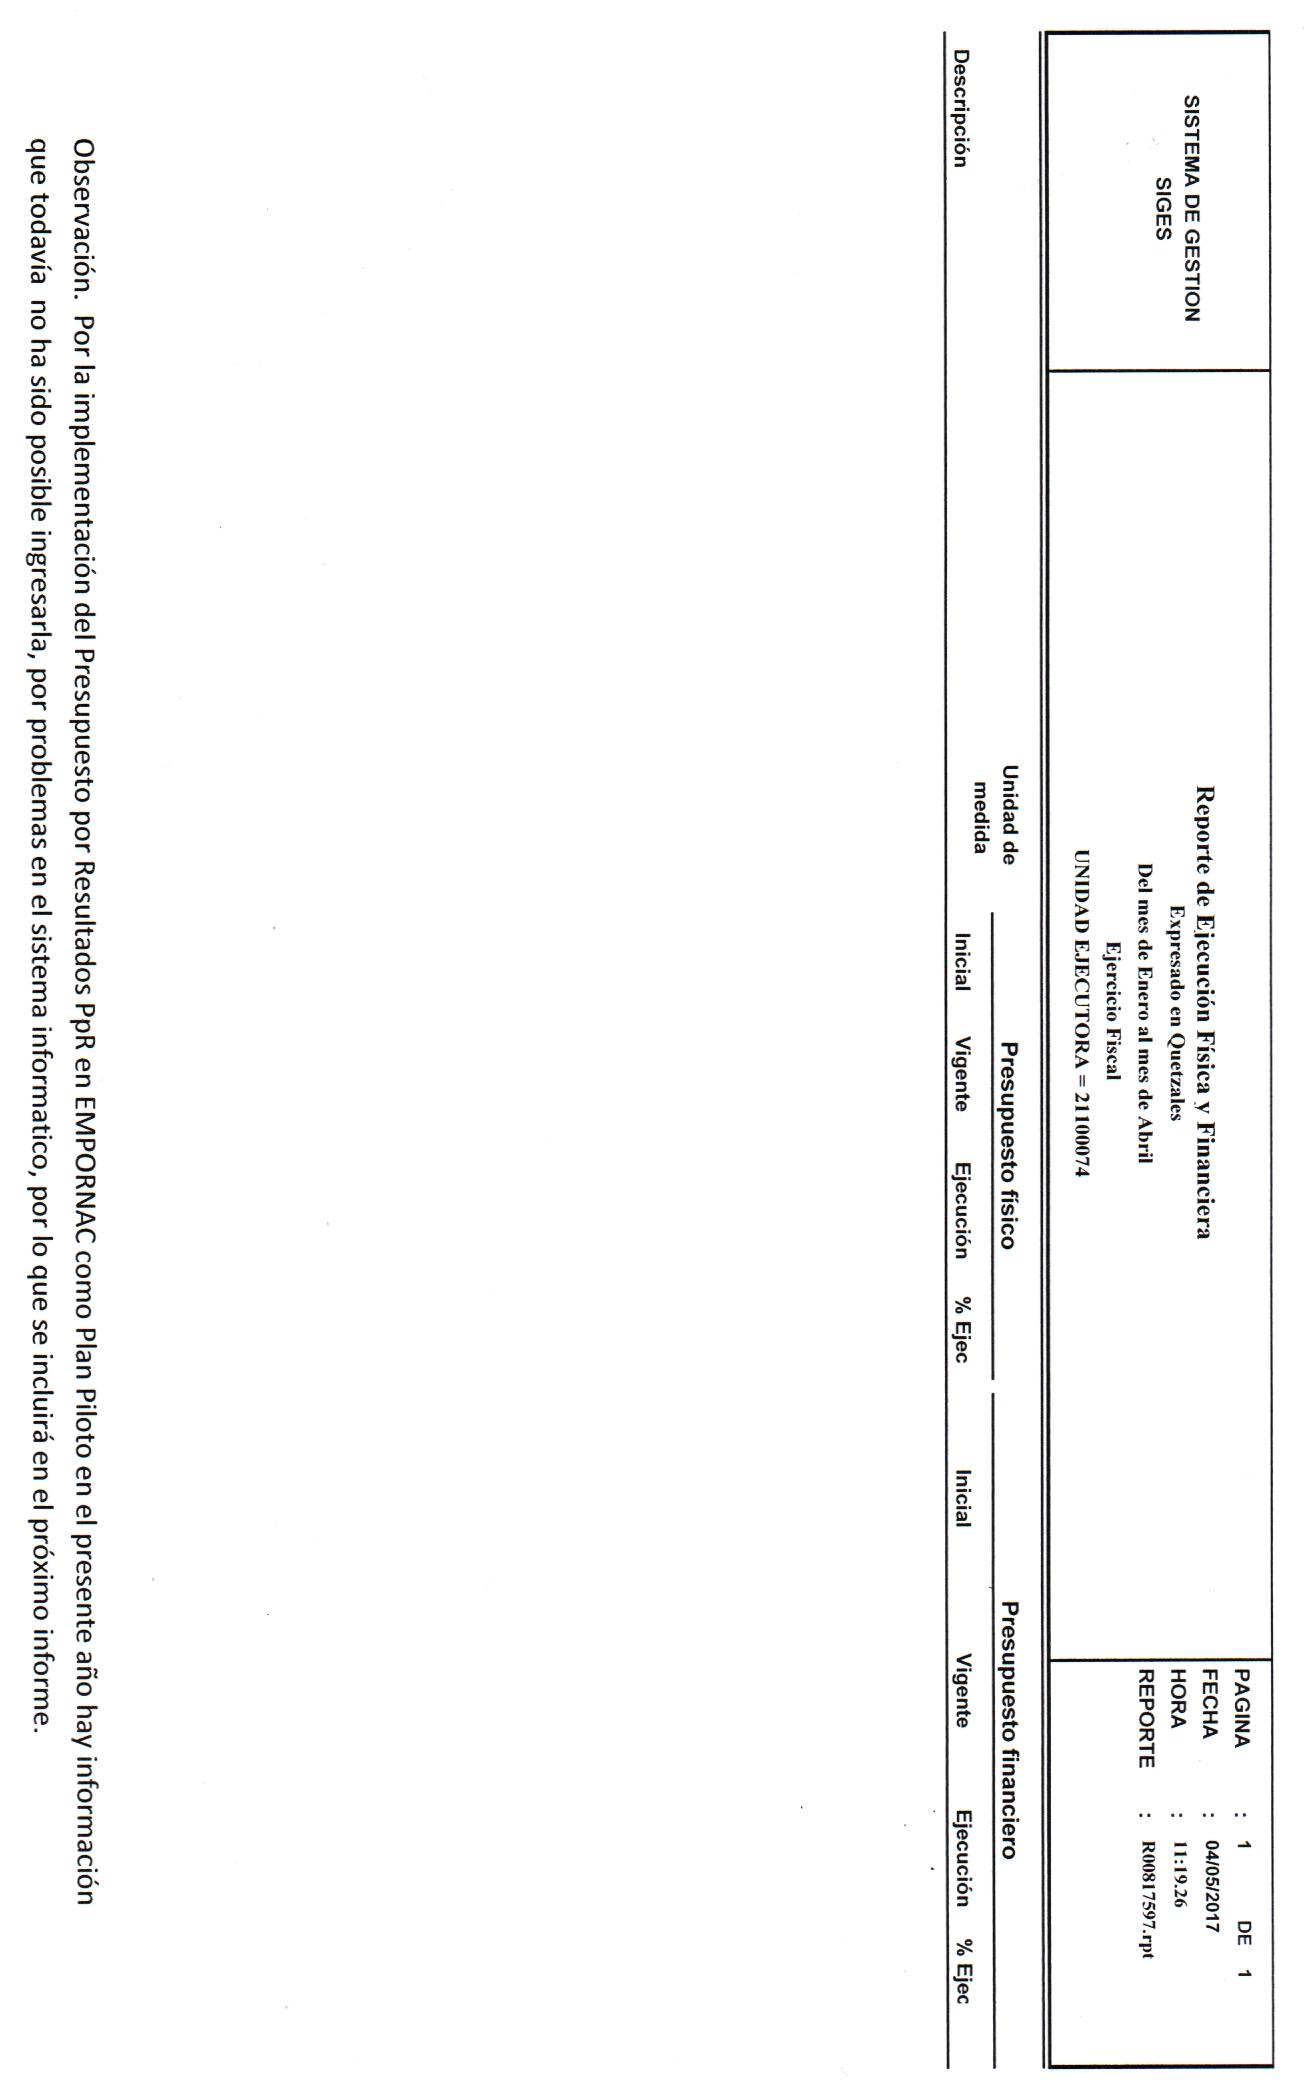 SISTEMA DE GESTION
SIGES
Reporte de Ejecución Física y Financiera
Expresado en Quetzales
Del mes de Enero al mes de Abril
Ejercicio Fiscal
UNIDAD EJECUTORA = 21100074
PAGINA : 1 DE 1
FECHA : 04/05/2017
HORA : 11:19.26
REPORTE : R00817597.rpt
Unidad de Presupuesto físico Presupuesto financiero
medida
Descripción Inicial Vigente Ejecución % Ejec Inicial Vigente Ejecución % Ejec
Observación. Por la implementación del Presupuesto por Resultados PpR en EMPORNAC como Plan Piloto en el presente año hay información
que todavía no ha sido posible ingresarla, por problemas en el sistema informatico, por lo que se incluirá en el próximo informe.